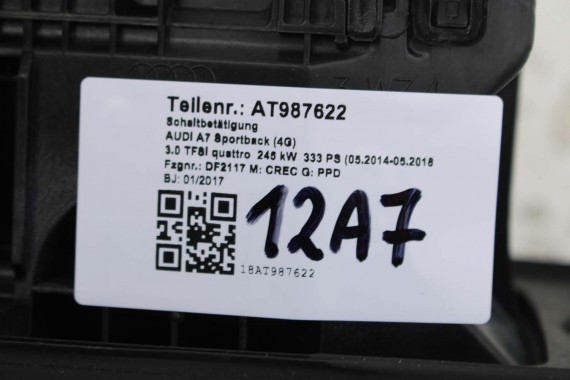 Teilenr.: AT987622
Schaltbetätigung
AUDI A7 Sportback (4G)
3.0 TFSI quattro 245 kW 333 PS (05.2014-05.2018
Fzgnr.: DF2117 M: CREC G: PPD
BJ: 01/2017
12A7
18AT987622